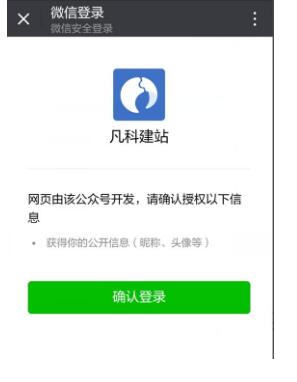 微信登录
微信安全登录
凡科建站
网页由该公众号开发，请确认授权以下信
息
• 获得你的公开信息（昵称、头像等）
确认登录